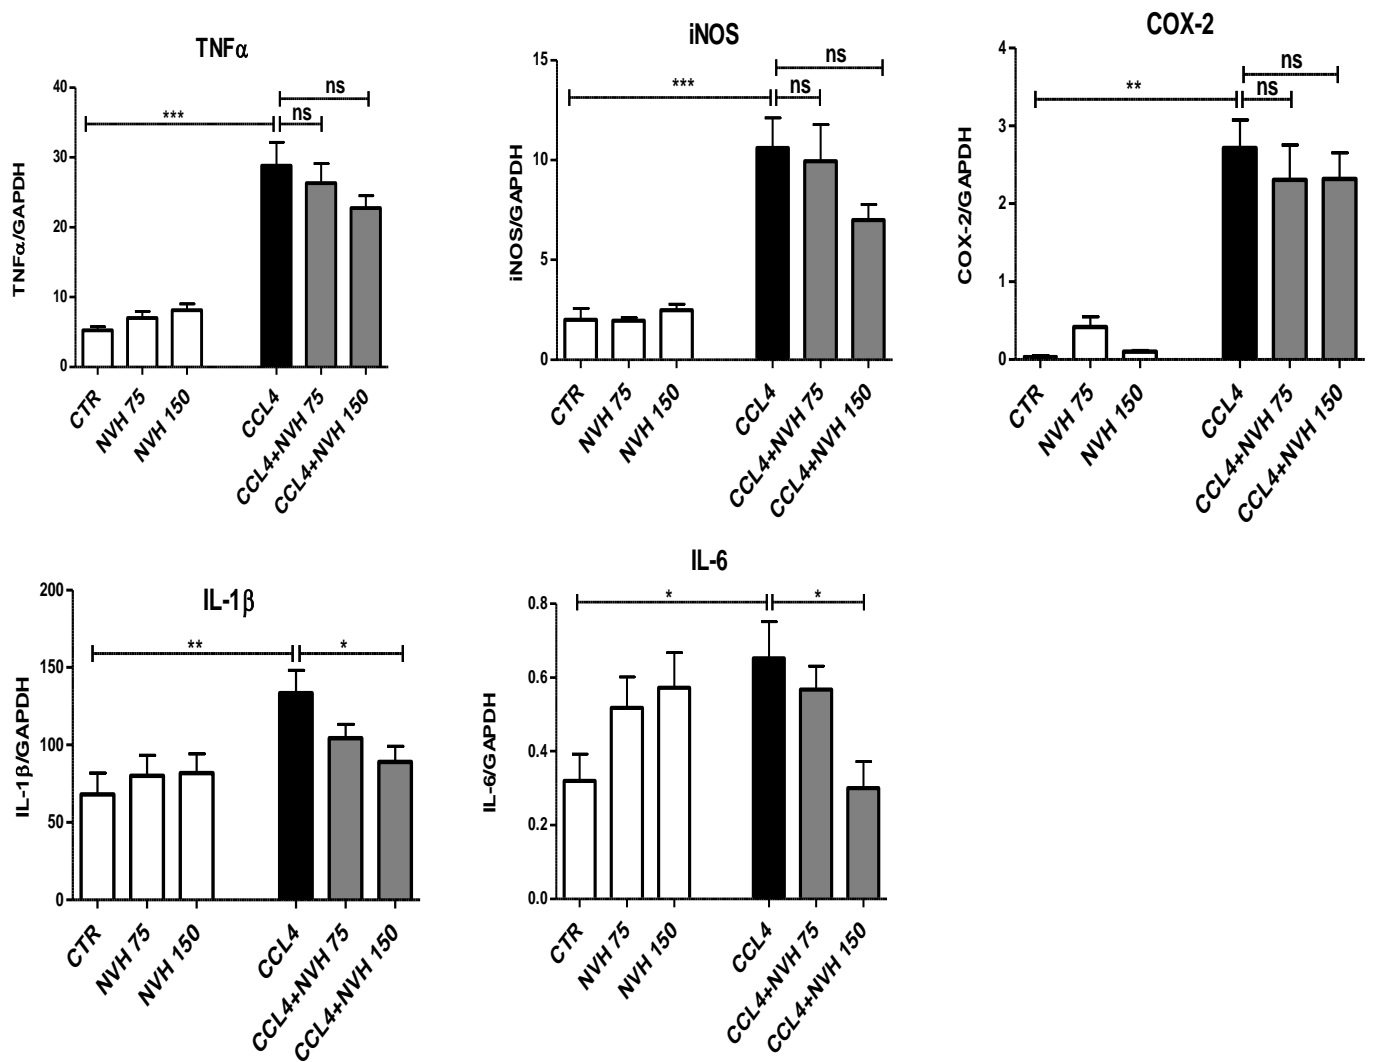 TNFα
TNFα/GAPDH
40
30
20
10
0
***
ns
ns
CTR
NVH 75
NVH 150
CCL4
CCL4+NVH 75
CCL4+NVH 150
iNOS
iNOS/GAPDH
15
10
5
0
***
ns
ns
CTR
NVH 75
NVH 150
CCL4
CCL4+NVH 75
CCL4+NVH 150
COX-2
COX-2/GAPDH
4
3
2
1
0
**
ns
ns
CTR
NVH 75
NVH 150
CCL4
CCL4+NVH 75
CCL4+NVH 150
IL-1β
IL-1β/GAPDH
200
150
100
50
0
**
*
CTR
NVH 75
NVH 150
CCL4
CCL4+NVH 75
CCL4+NVH 150
IL-6
IL-6/GAPDH
0.8
0.6
0.4
0.2
0.0
*
*
CTR
NVH 75
NVH 150
CCL4
CCL4+NVH 75
CCL4+NVH 150